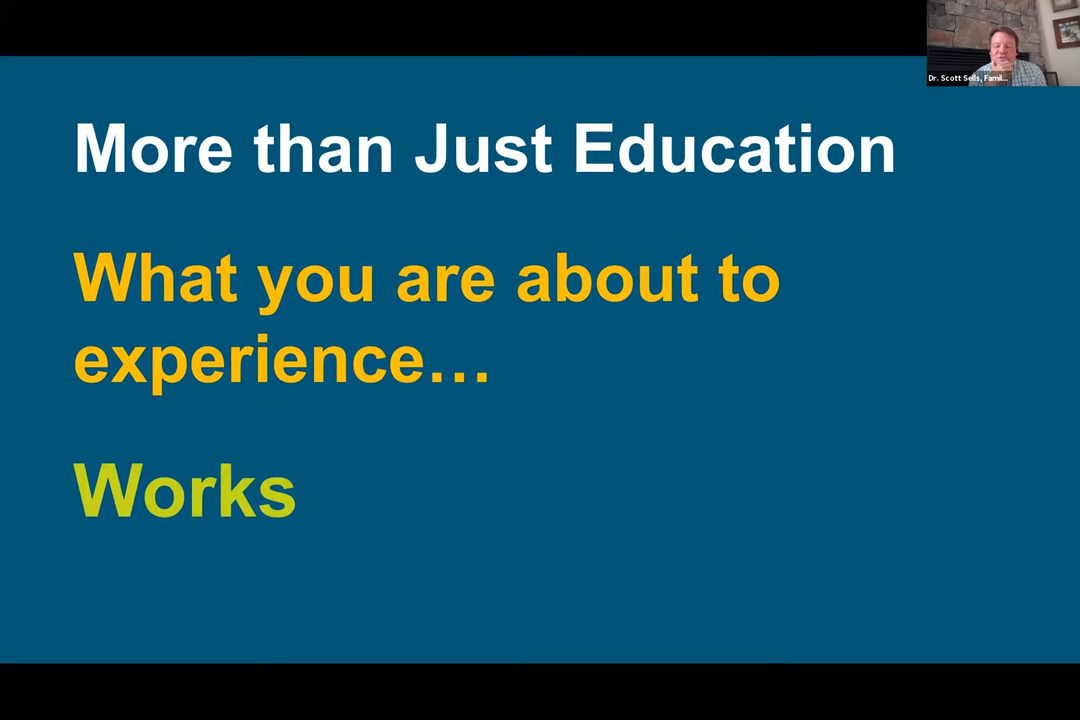 Dr. Scott Sells, Famil...
More than Just Education
What you are about to
experience…
Works